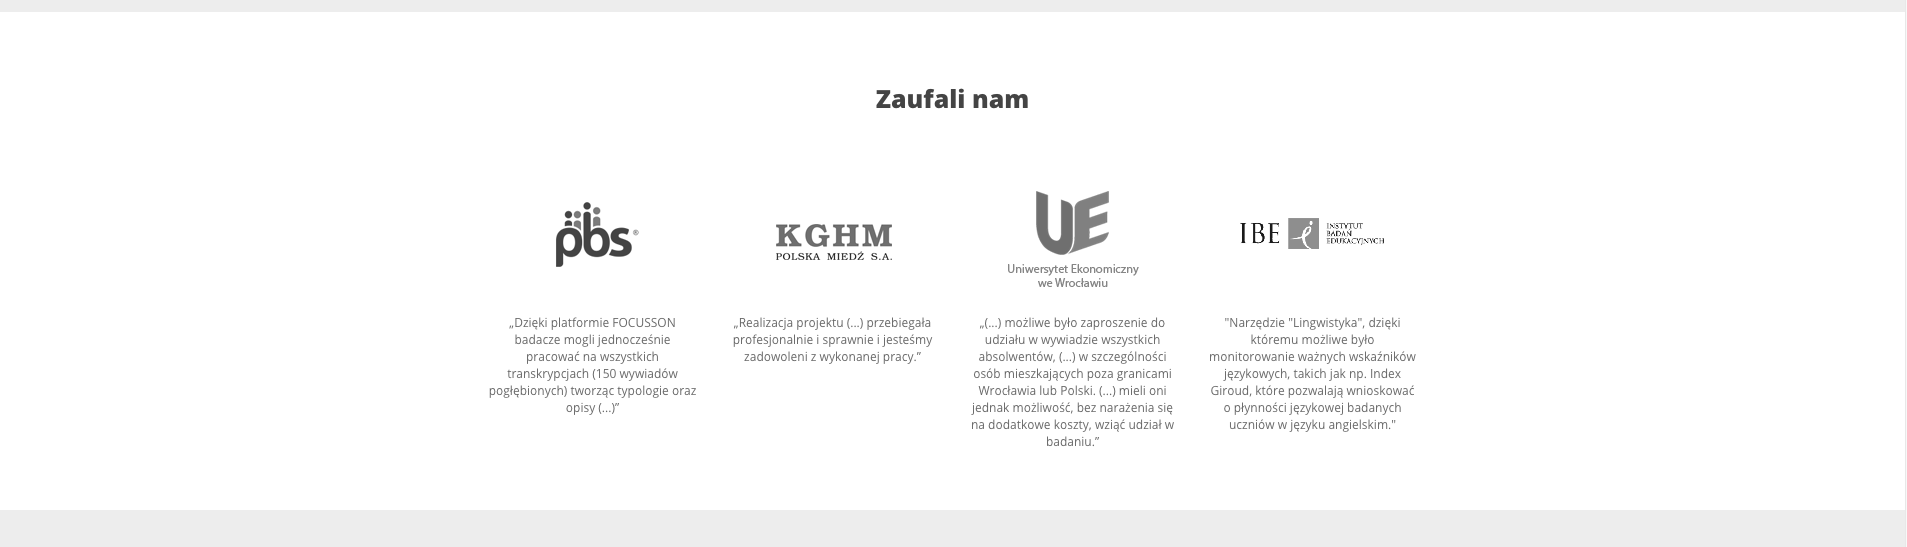 Zaufali nam
pbs®
KGHM
POLSKA MIEDŹ S.A.
UE
Uniwersytet Ekonomiczny
we Wrocławiu
IBE
INSTYTUT
BADAŃ
EDUKACYJNYCH
„Dzięki platformie FOCUSSON
badacze mogli jednocześnie
pracować na wszystkich
transkrypcjach (150 wywiadów
pogłębionych) tworząc typologie oraz
opisy (...)”
„Realizacja projektu (...) przebiegała
profesjonalnie i sprawnie i jesteśmy
zadowoleni z wykonanej pracy.”
„(...) możliwe było zaproszenie do
udziału w wywiadzie wszystkich
absolwentów, (...) w szczególności
osób mieszkających poza granicami
Wrocławia lub Polski. (...) mieli oni
jednak możliwość, bez narażenia się
na dodatkowe koszty, wziąć udział w
badaniu.”
"Narzędzie "Lingwistyka", dzięki
któremu możliwe było
monitorowanie ważnych wskaźników
językowych, takich jak np. Index
Giroud, które pozwalają wnioskować
o płynności językowej badanych
uczniów w języku angielskim."